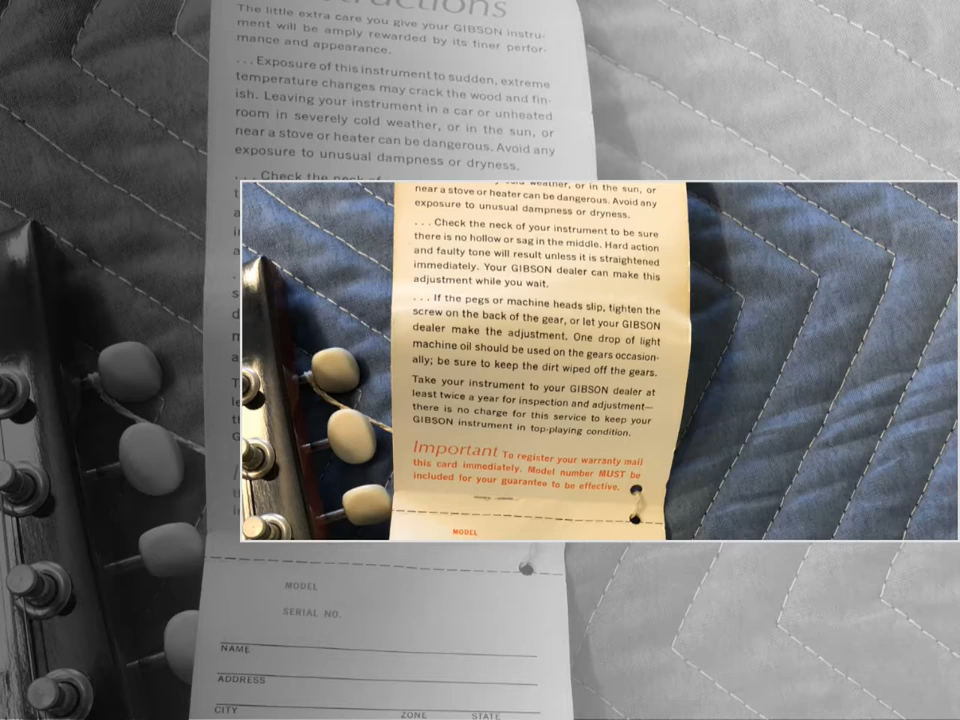 The little extra care you give your GIBSON instru-
ment will be amply rewarded by its finer perfor-
mance and appearance.
. . . Exposure of this instrument to sudden, extreme
temperature changes may crack the wood and fin-
ish. Leaving your instrument in a car or unheated
room in severely cold weather, or in the sun, or
near a stove or heater can be dangerous. Avoid any
exposure to unusual dampness or dryness.
. . . Check the neck of
weather, or in the sun, or
near a stove or heater can be dangerous. Avoid any
exposure to unusual dampness or dryness.
. . . Check the neck of your instrument to be sure
there is no hollow or sag in the middle. Hard action
and faulty tone will result unless it is straightened
immediately. Your GIBSON dealer can make this
adjustment while you wait.
. . . If the pegs or machine heads slip, tighten the
screw on the back of the gear, or let your GIBSON
dealer make the adjustment. One drop of light
machine oil should be used on the gears occasion-
ally; be sure to keep the dirt wiped off the gears.
Take your instrument to your GIBSON dealer at
least twice a year for inspection and adjustment—
there is no charge for this service to keep your
GIBSON instrument in top-playing condition.
Important To register your warranty mail
this card immediately. Model number MUST be
included for your guarantee to be effective.
MODEL
MODEL
SERIAL NO.
NAME
ADDRESS
CITY ZONE STATE